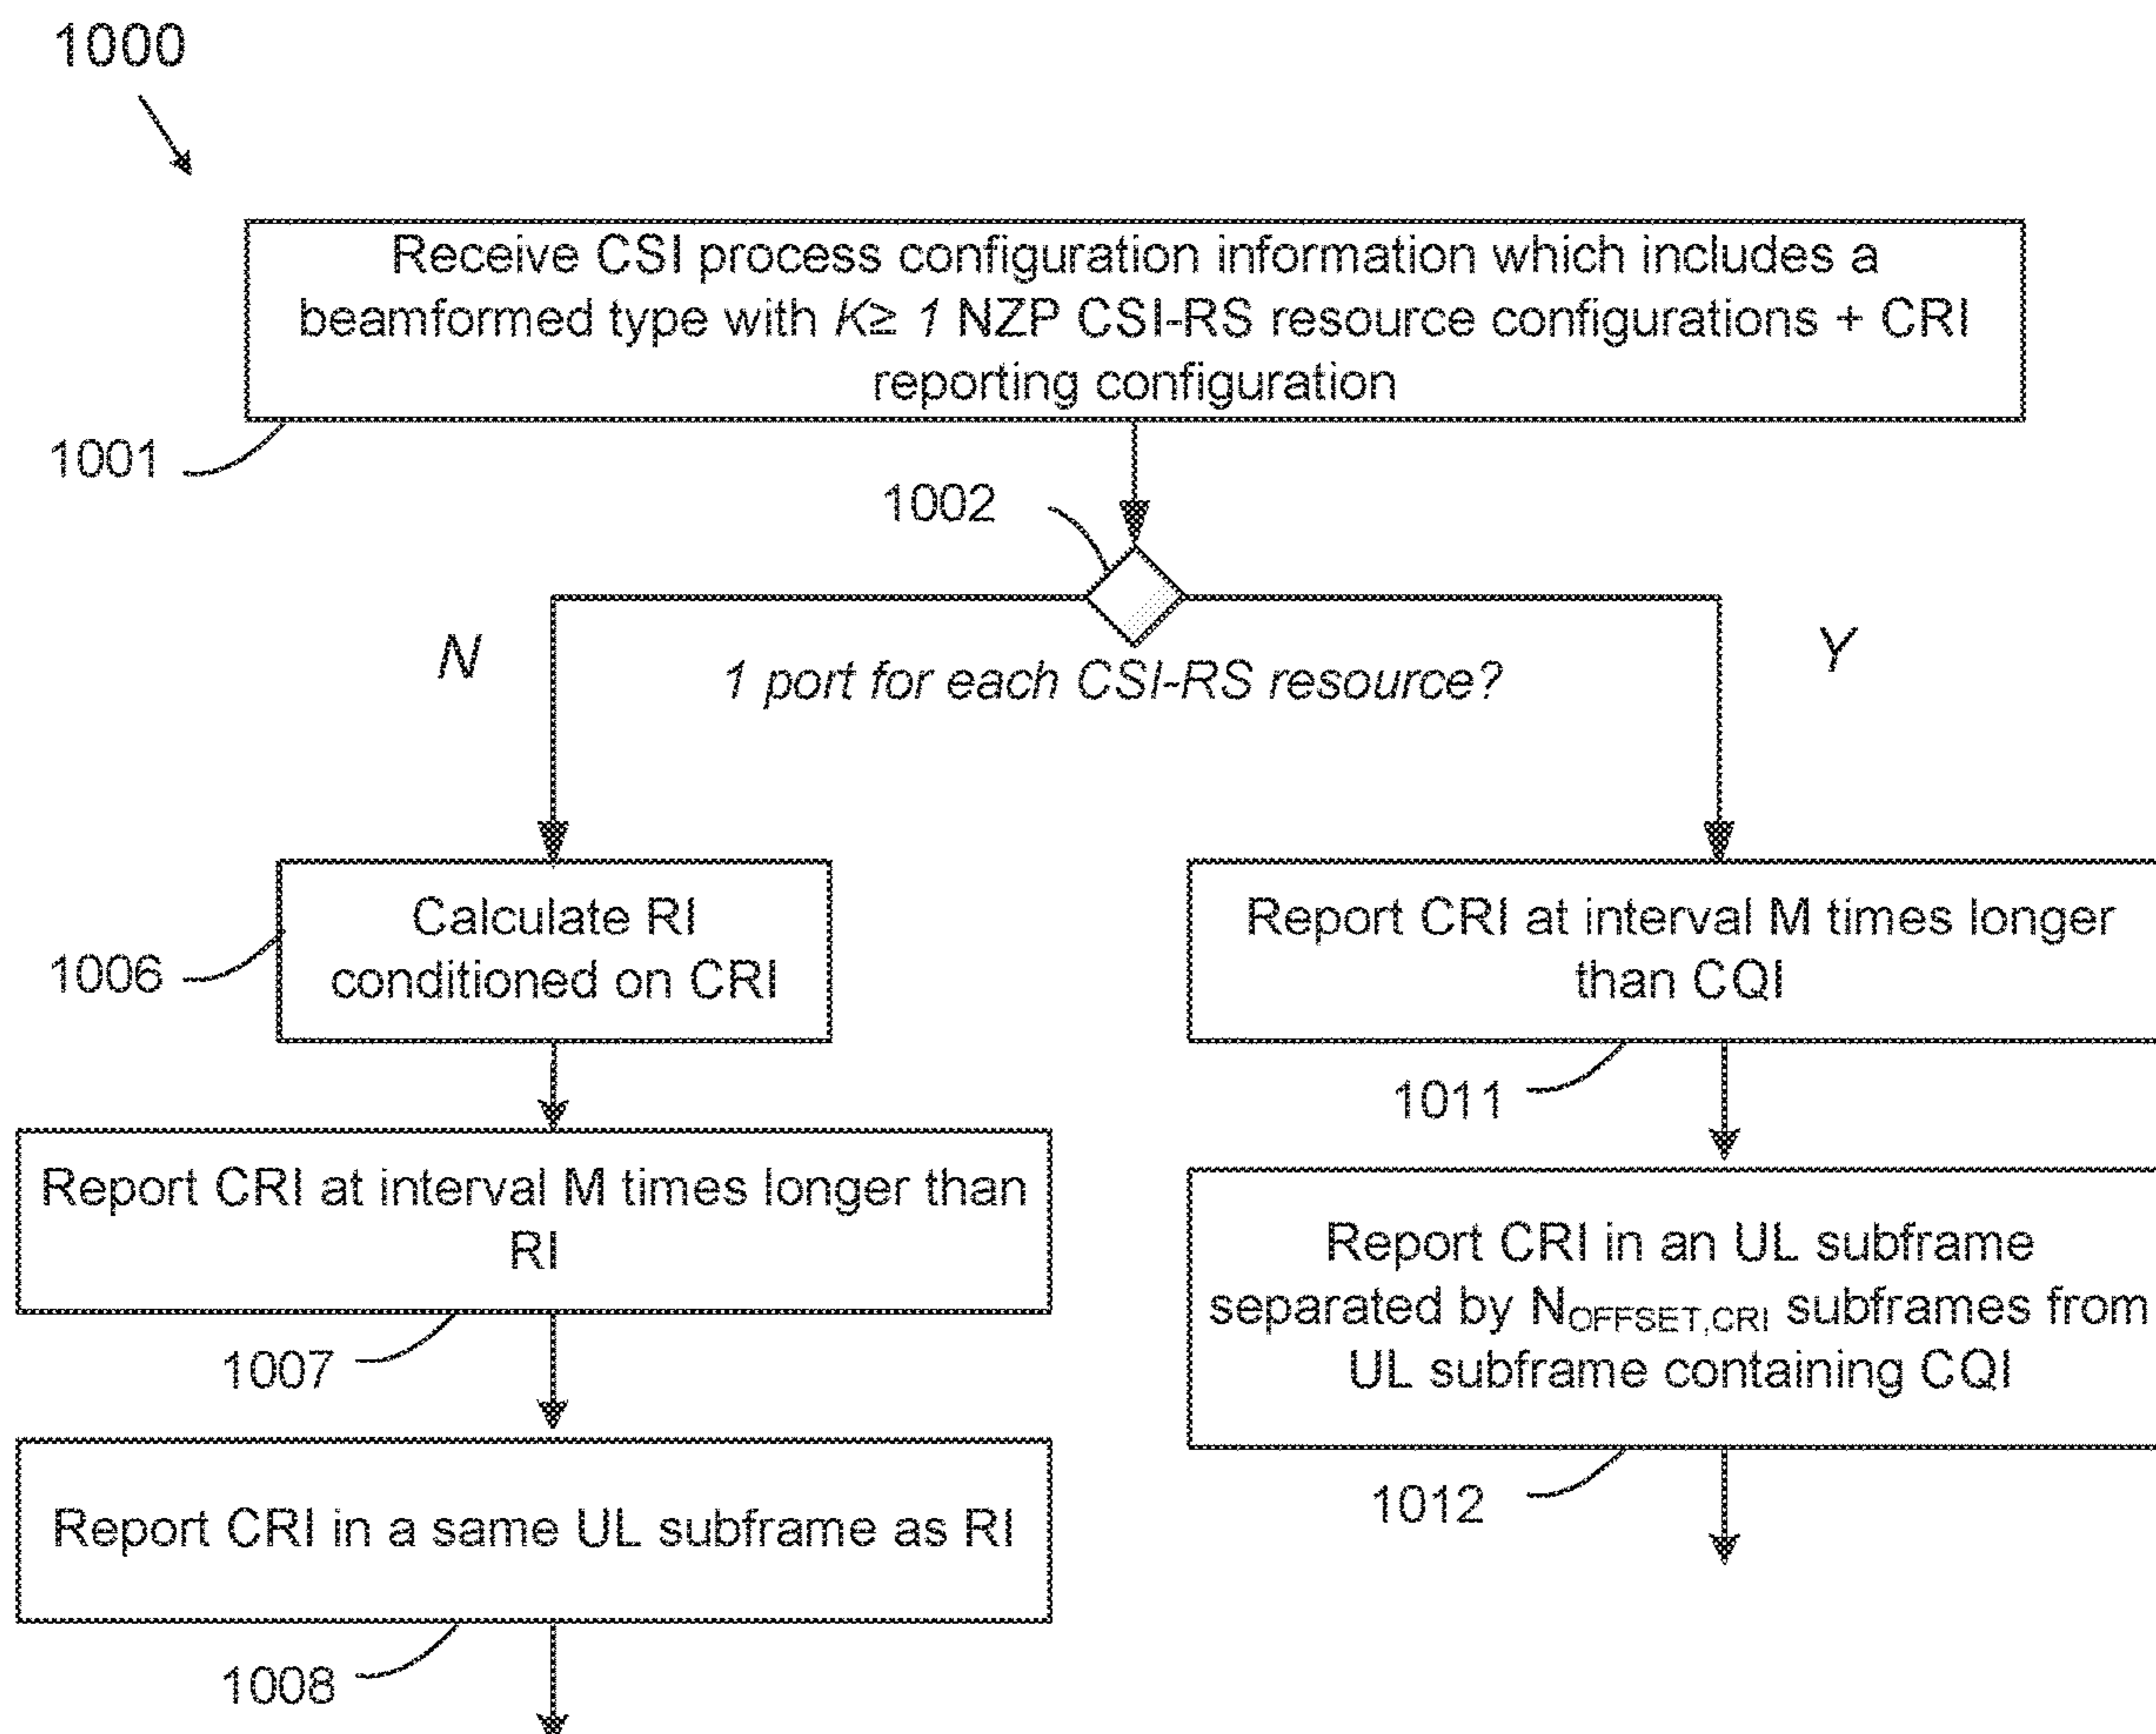 1000
Receive CSI process configuration information which includes a
beamformed type with K≥ 1 NZP CSI-RS resource configurations + CRI
reporting configuration
1001
1002
N
Y
1 port for each CSI-RS resource?
Calculate RI
conditioned on CRI
1006
Report CRI at interval M times longer than
RI
1007
Report CRI in a same UL subframe as RI
1008
Report CRI at interval M times longer
than CQI
1011
Report CRI in an UL subframe
separated by NOFFSET,CRI subframes from
UL subframe containing CQI
1012